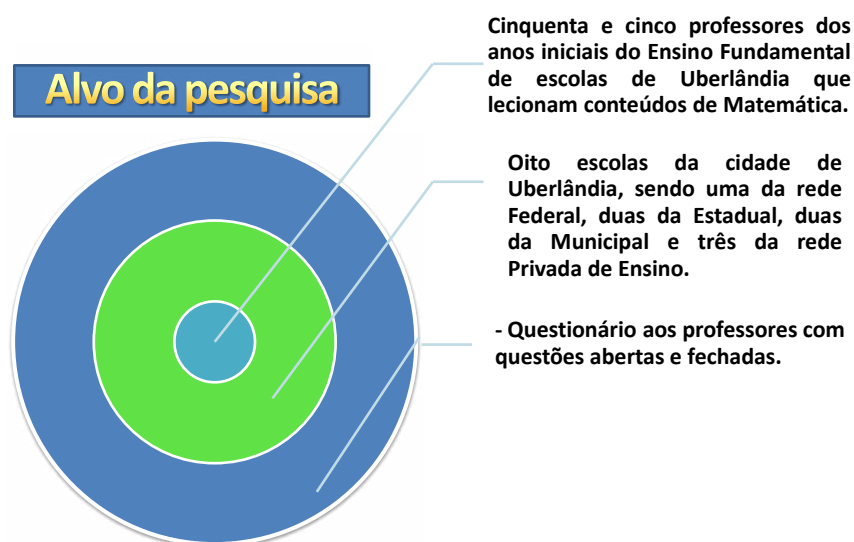 Alvo da pesquisa
Cinquenta e cinco professores dos
anos iniciais do Ensino Fundamental
de escolas de Uberlândia que
lecionam conteúdos de Matemática.
Oito escolas da cidade de
Uberlândia, sendo uma da rede
Federal, duas da Estadual, duas
da Municipal e três da rede
Privada de Ensino.
- Questionário aos professores com
questões abertas e fechadas.